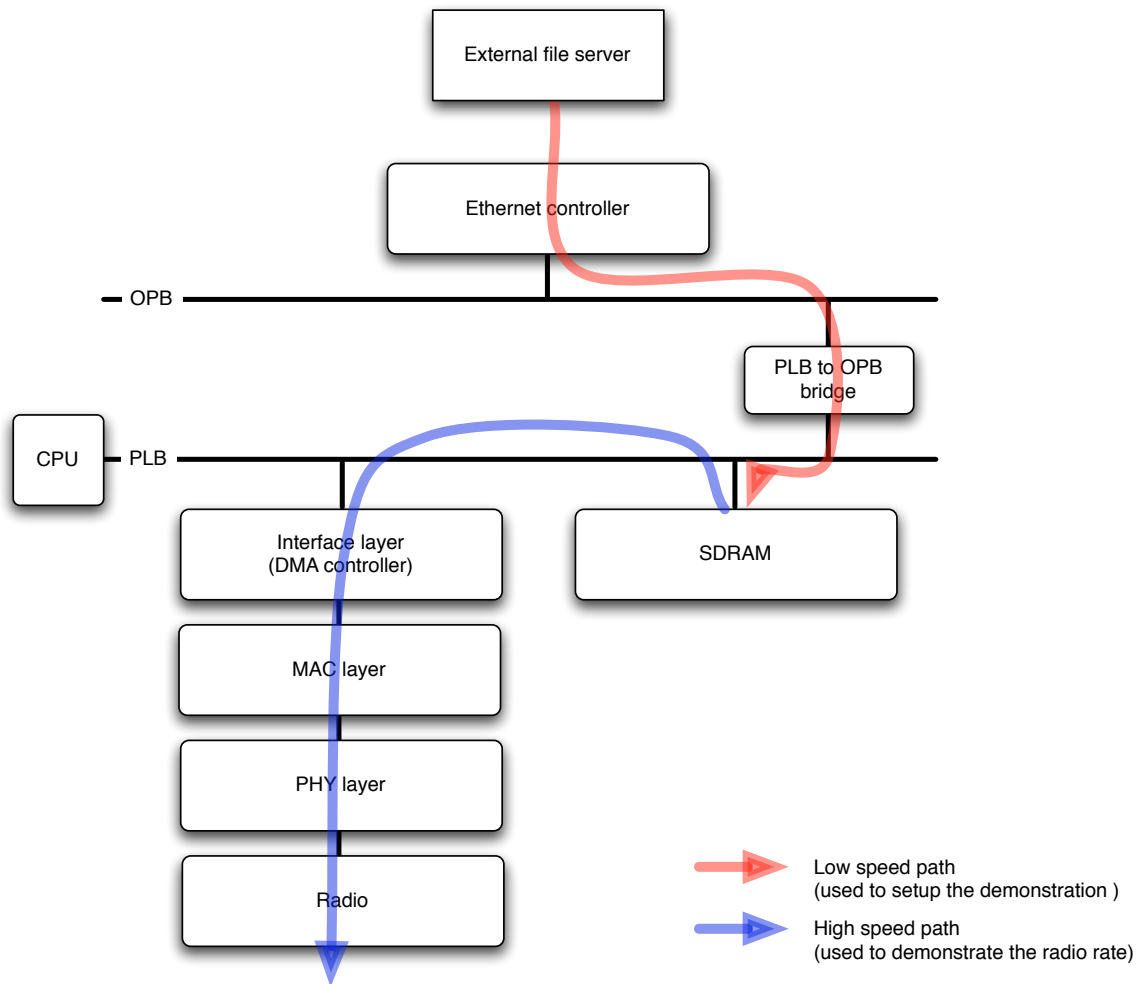 External file server
Ethernet controller
OPB
PLB to OPB
bridge
CPU
PLB
Interface layer
(DMA controller)
SDRAM
MAC layer
PHY layer
Radio
Low speed path
(used to setup the demonstration )
High speed path
(used to demonstrate the radio rate)